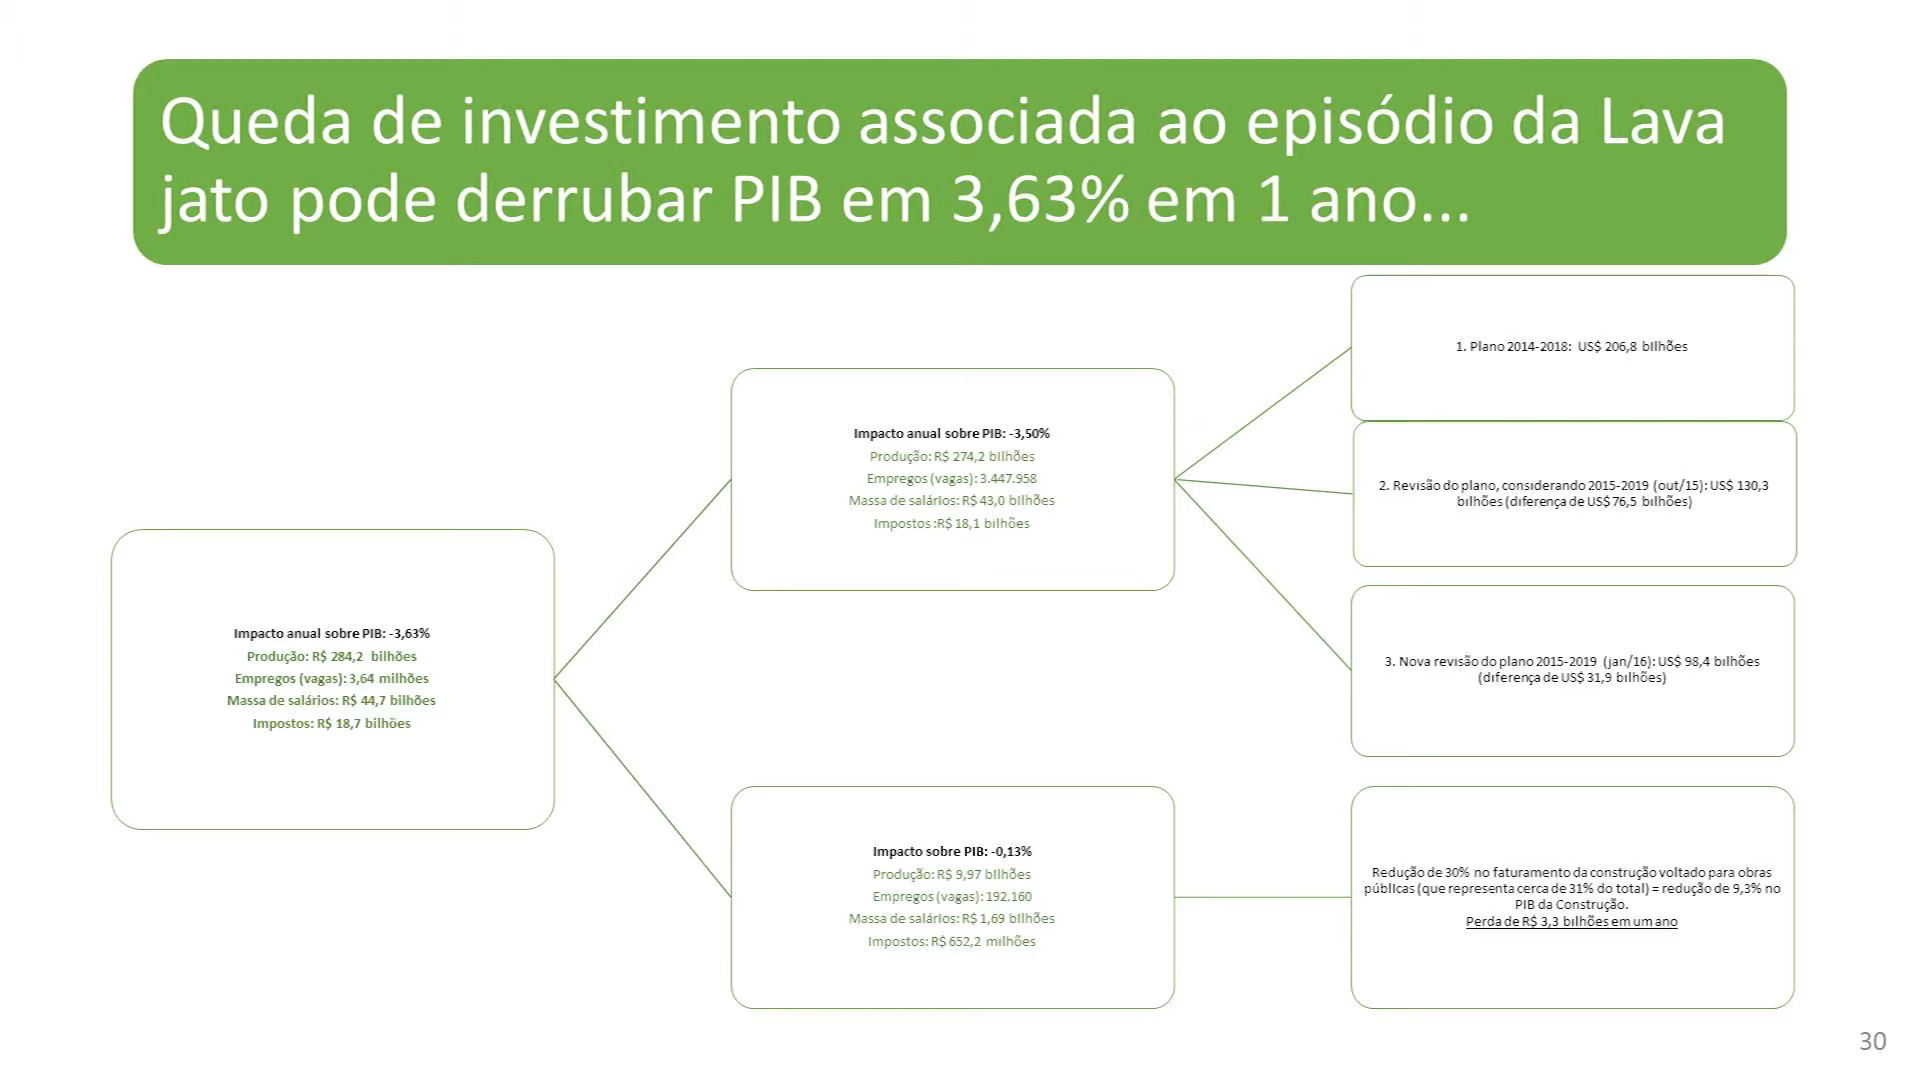 Queda de investimento associada ao episódio da Lava
jato pode derrubar PIB em 3,63% em 1 ano...
Impacto anual sobre PIB: -3,63%
Produção: R$ 284,2 bilhões
Empregos (vagas): 3,64 milhões
Massa de salários: R$ 44,7 bilhões
Impostos: R$ 18,7 bilhões
Impacto anual sobre PIB: -3,50%
Produção: R$ 274,2 bilhões
Empregos (vagas): 3.447.958
Massa de salários: R$ 43,0 bilhões
Impostos :R$ 18,1 bilhões
1. Plano 2014-2018: US$ 206,8 bilhões
2. Revisão do plano, considerando 2015-2019 (out/15): US$ 130,3
bilhões (diferença de US$ 76,5 bilhões)
3. Nova revisão do plano 2015-2019 (jan/16): US$ 98,4 bilhões
(diferença de US$ 31,9 bilhões)
Impacto sobre PIB: -0,13%
Produção: R$ 9,97 bilhões
Empregos (vagas): 192.160
Massa de salários: R$ 1,69 bilhões
Impostos: R$ 652,2 milhões
Redução de 30% no faturamento da construção voltado para obras
públicas (que representa cerca de 31% do total) = redução de 9,3% no
PIB da Construção.
Perda de R$ 3,3 bilhões em um ano
30